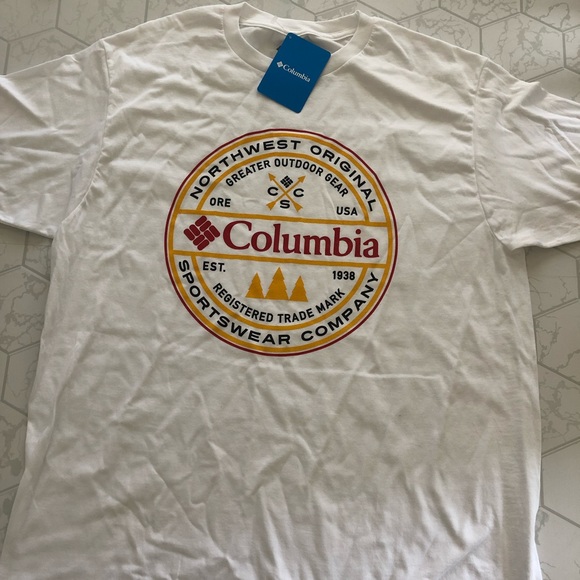 Columbia
NORTHWEST ORIGINAL
GREATER OUTDOOR GEAR
C C
S
ORE USA
Columbia
EST. 1938
REGISTERED TRADE MARK
SPORTSWEAR COMPANY